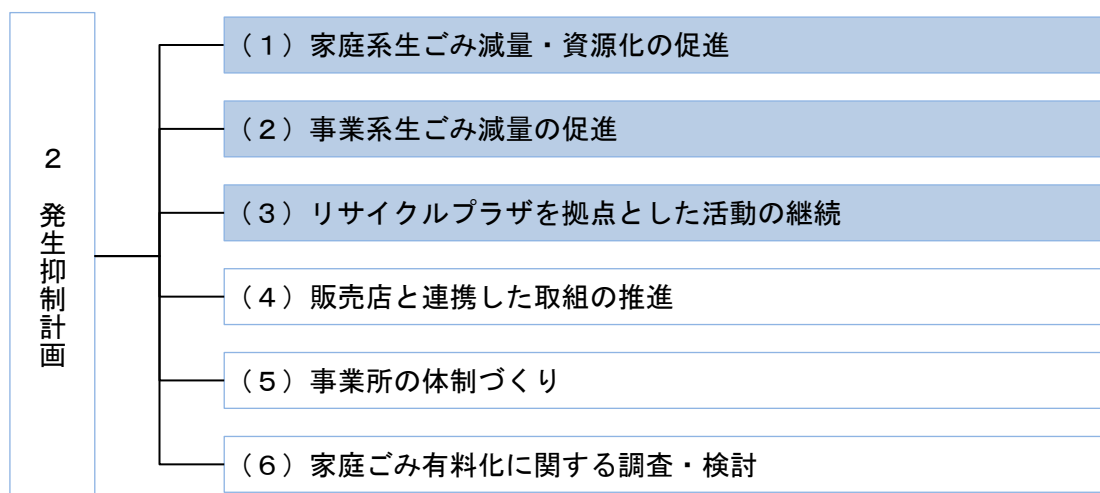 2 発生抑制計画
（1）家庭系生ごみ減量・資源化の促進
（2）事業系生ごみ減量の促進
（3）リサイクルプラザを拠点とした活動の継続
（4）販売店と連携した取組の推進
（5）事業所の体制づくり
（6）家庭ごみ有料化に関する調査・検討